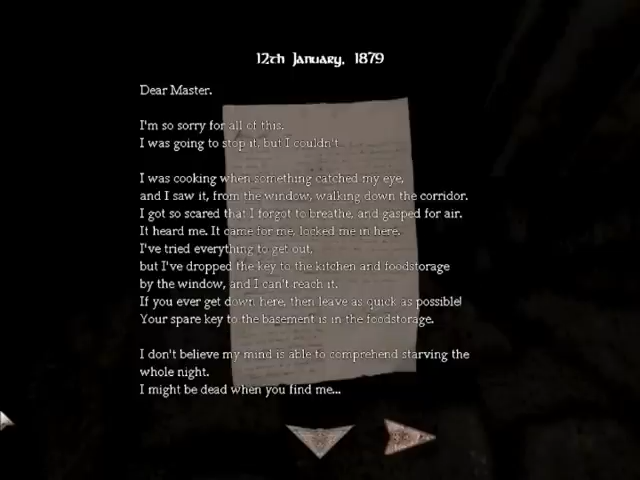 12th January, 1879
Dear Master.
I'm so sorry for all of this.
I was going to stop it, but I couldn't.
I was cooking when something catched my eye,
and I saw it, from the window, walking down the corridor.
I got so scared that I forgot to breathe, and gasped for air.
It heard me. It came for me, locked me in here.
I've tried everything to get out,
but I've dropped the key to the kitchen and foodstorage
by the window, and I can't reach it.
If you ever get down here, then leave as quick as possible!
Your spare key to the basement is in the foodstorage.
I don't believe my mind is able to comprehend starving the
whole night.
I might be dead when you find me...